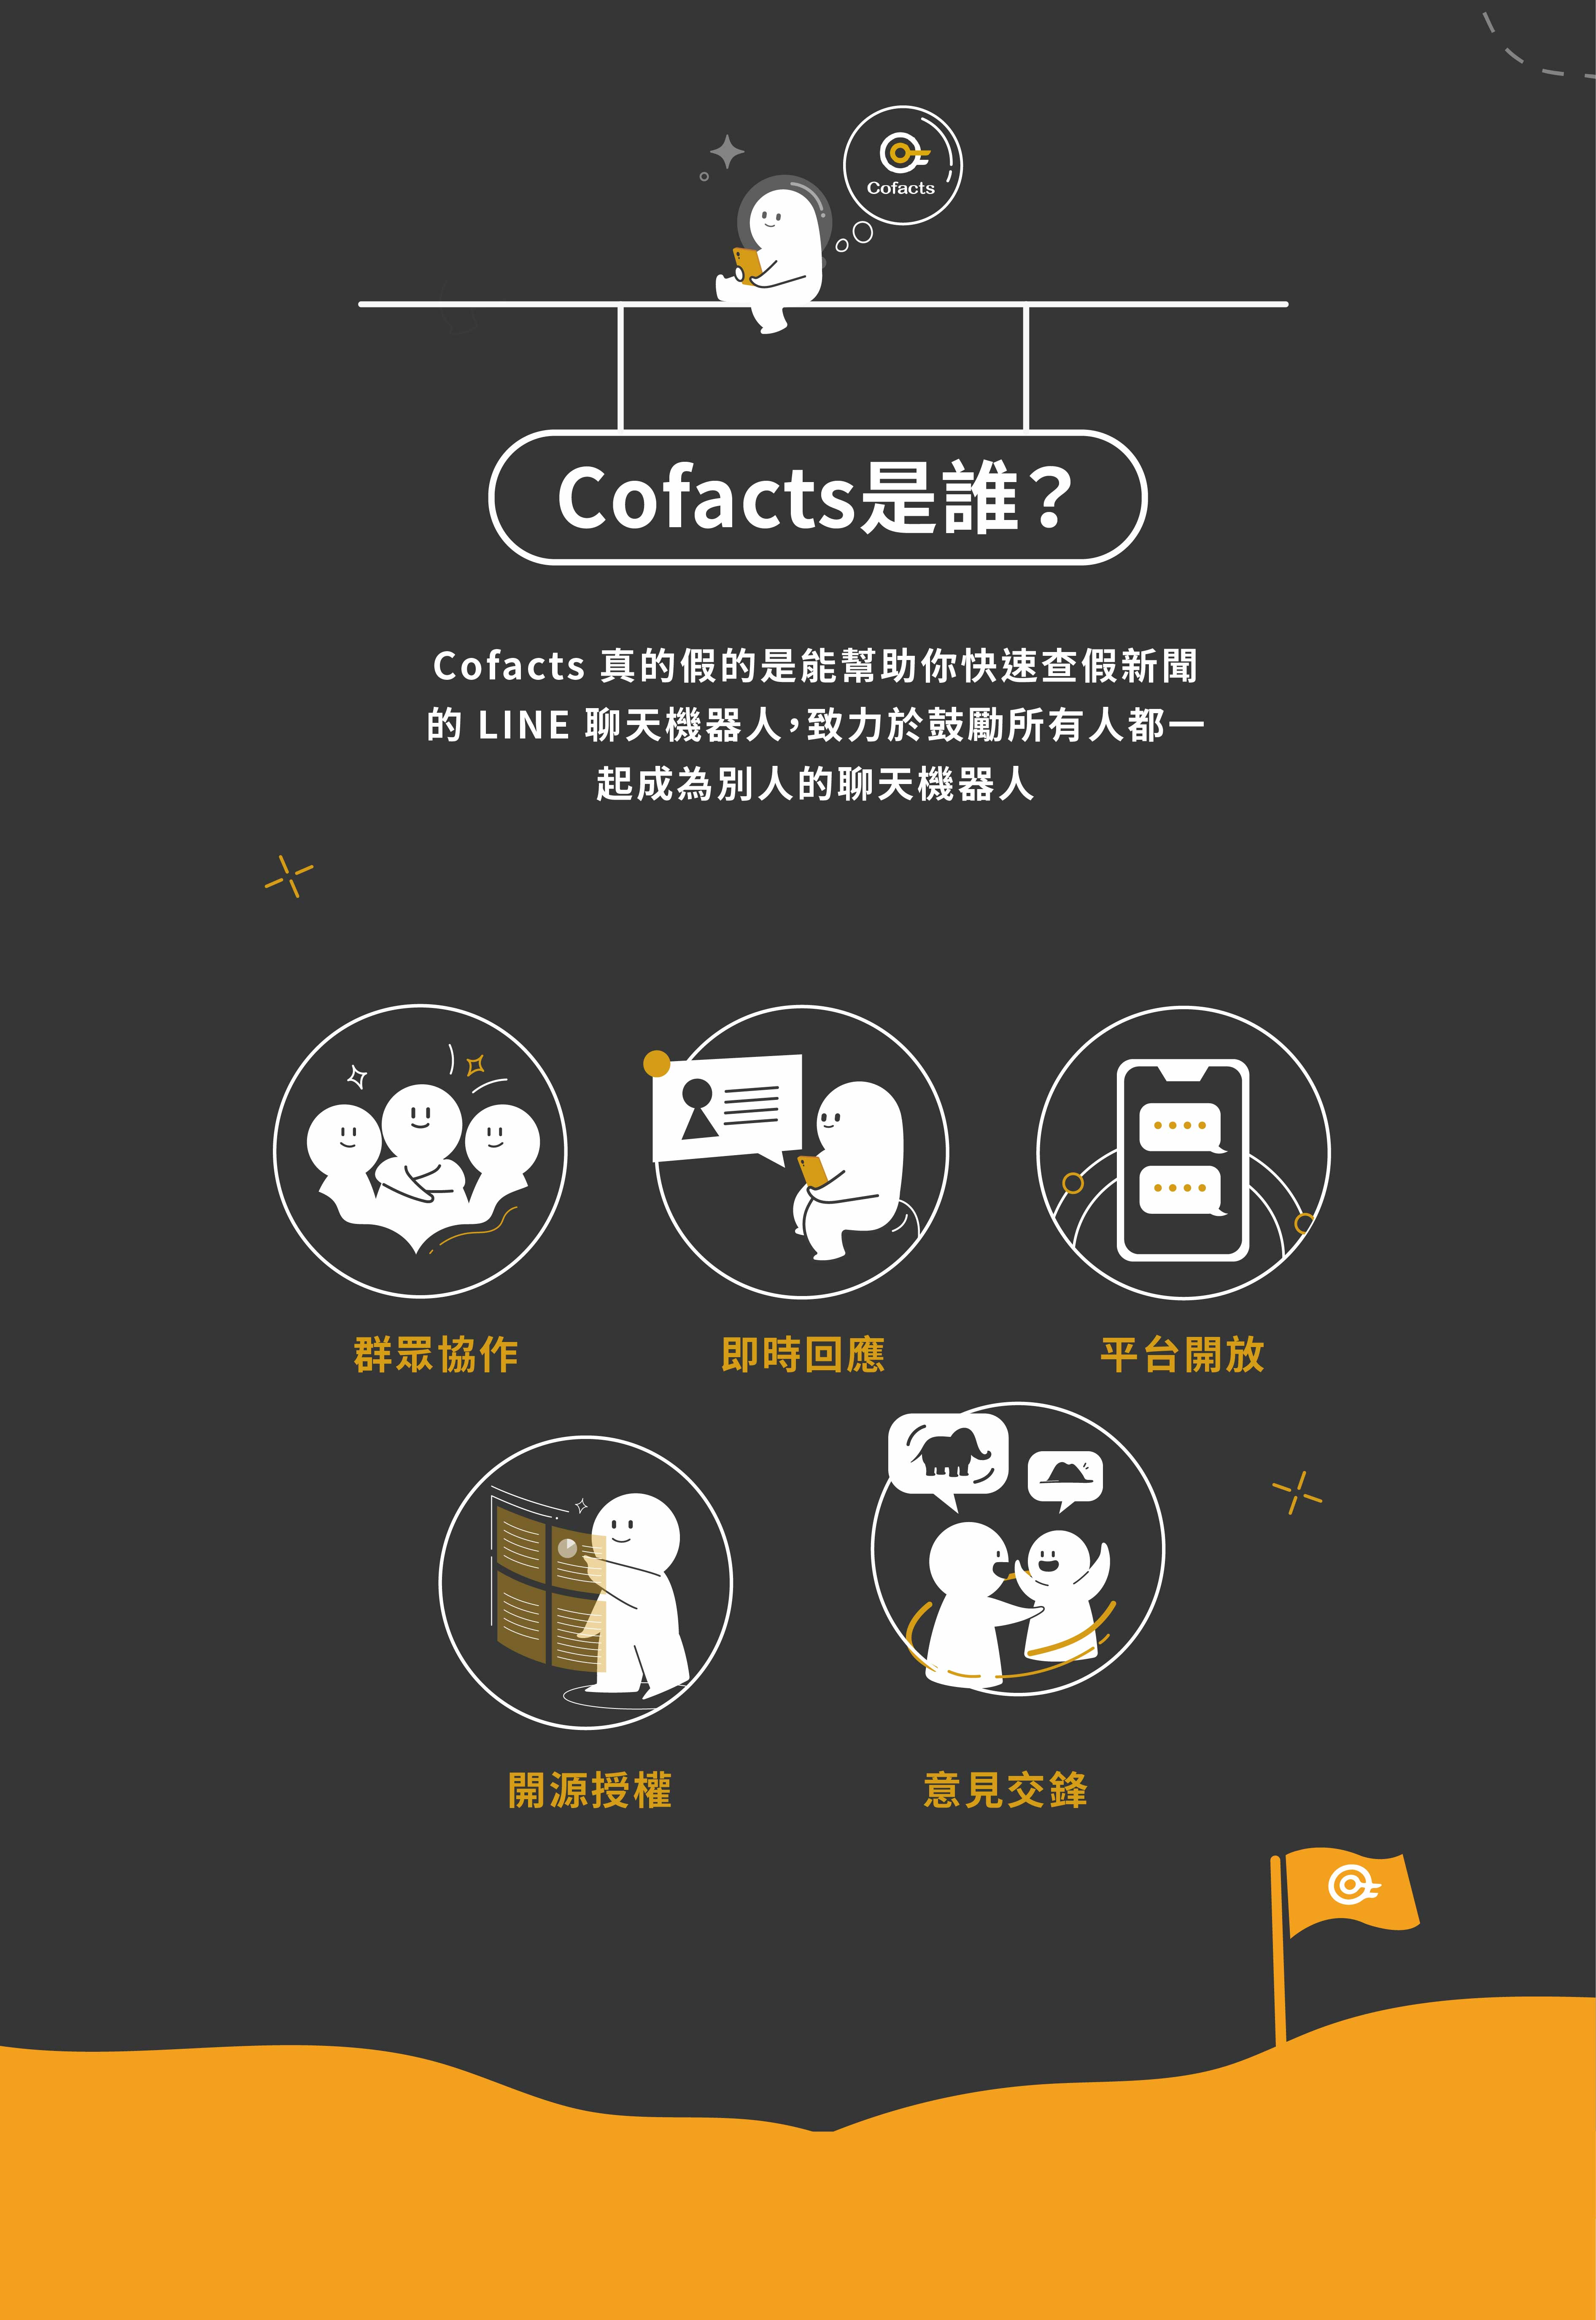 Cofacts
Cofacts是誰？
Cofacts 真的假的是能幫助你快速查假新聞
的 LINE 聊天機器人，致力於鼓勵所有人都一
起成為別人的聊天機器人
群眾協作
即時回應
平台開放
開源授權
意見交鋒